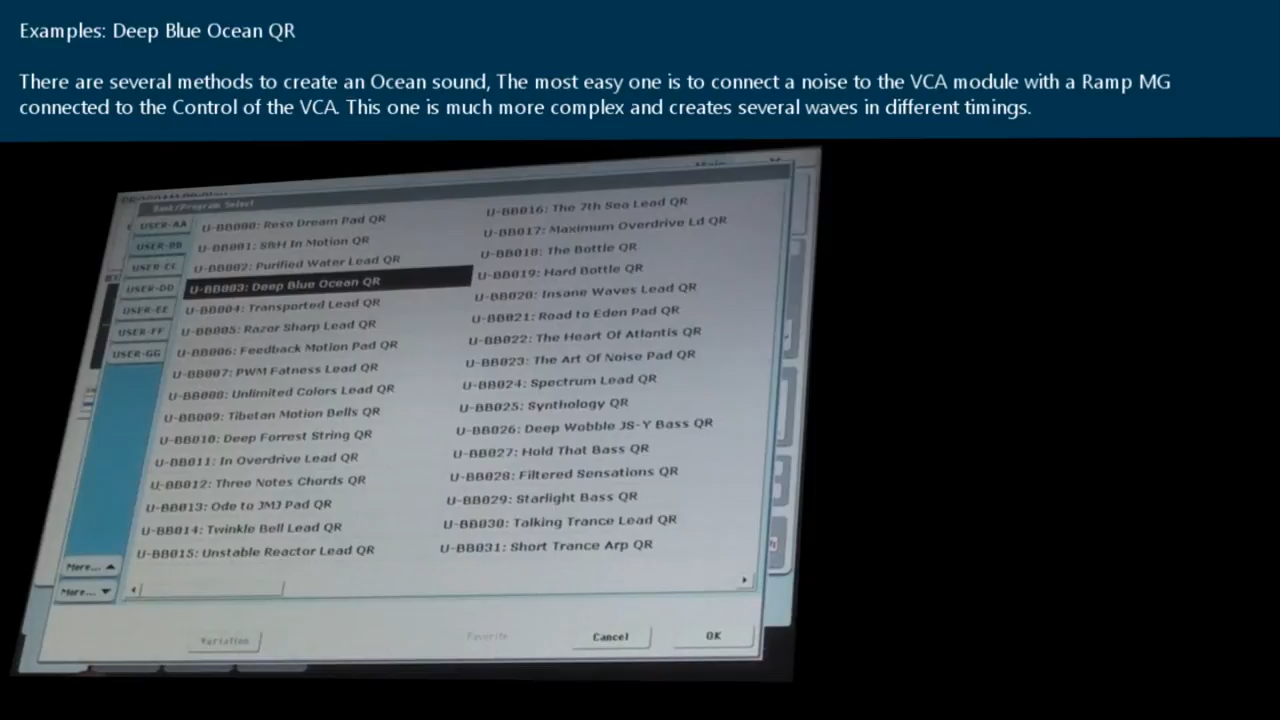 Examples: Deep Blue Ocean QR
There are several methods to create an Ocean sound, The most easy one is to connect a noise to the VCA module with a Ramp MG
connected to the Control of the VCA. This one is much more complex and creates several waves in different timings.
Bank/Program Select
USER-AA
USER-BB
USER-CC
USER-DD
USER-EE
USER-FF
USER-GG
More...
More...
U-BB000: Rose Dream Pad QR
U-BB001: S&H In Motion QR
U-BB002: Purified Water Lead QR
U-BB003: Deep Blue Ocean QR
U-BB004: Transported Lead QR
U-BB005: Razor Sharp Lead QR
U-BB006: Feedback Motion Pad QR
U-BB007: PWM Fatness Lead QR
U-BB008: Unlimited Colors Lead QR
U-BB009: Tibetan Motion Bells QR
U-BB010: Deep Forrest String QR
U-BB011: In Overdrive Lead QR
U-BB012: Three Notes Chords QR
U-BB013: Ode to JMJ Pad QR
U-BB014: Twinkle Bell Lead QR
U-BB015: Unstable Reactor Lead QR
U-BB016: The 7th Sea Lead QR
U-BB017: Maximum Overdrive Ld QR
U-BB018: The Bottle QR
U-BB019: Hard Bottle QR
U-BB020: Insane Waves Lead QR
U-BB021: Road to Eden Pad QR
U-BB022: The Heart Of Atlantis QR
U-BB023: The Art Of Noise Pad QR
U-BB024: Spectrum Lead QR
U-BB025: Synthology QR
U-BB026: Deep Wobble JS-Y Bass QR
U-BB027: Hold That Bass QR
U-BB028: Filtered Sensations QR
U-BB029: Starlight Bass QR
U-BB030: Talking Trance Lead QR
U-BB031: Short Trance Arp QR
Variation
Favorite
Cancel
OK